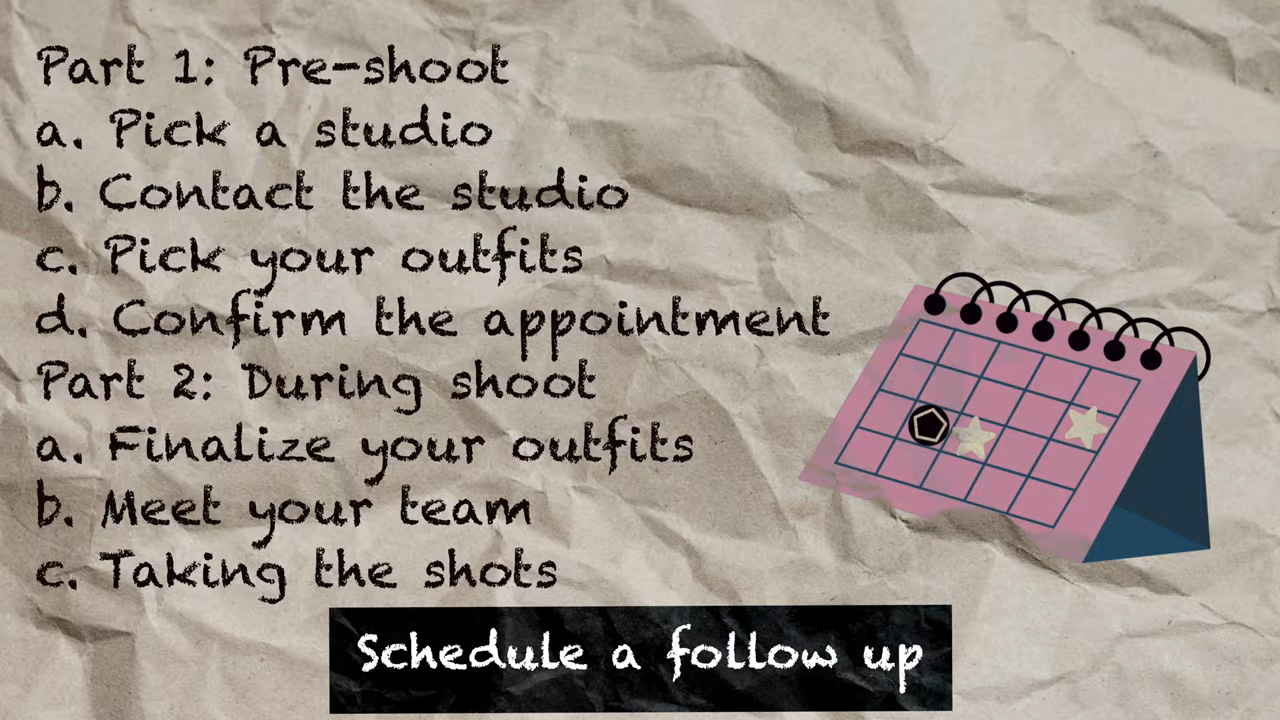 Part 1: Pre-shoot
a. Pick a studio
b. Contact the studio
c. Pick your outfits
d. Confirm the appointment
Part 2: During shoot
a. Finalize your outfits
b. Meet your team
c. Taking the shots
Schedule a follow up